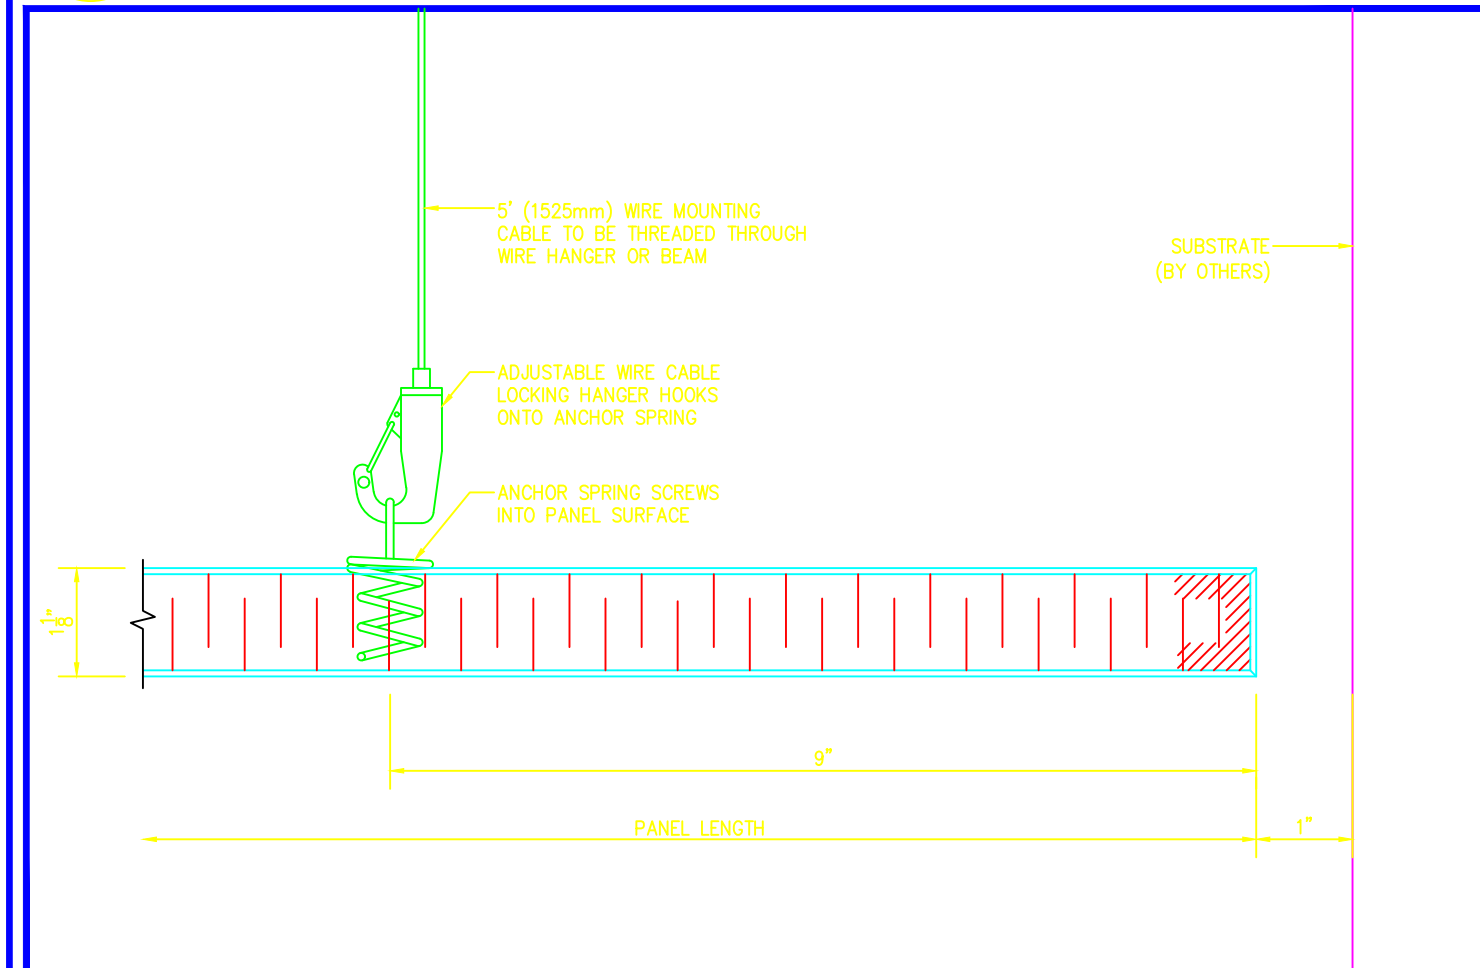 5' (1525mm) WIRE MOUNTING
CABLE TO BE THREADED THROUGH
WIRE HANGER OR BEAM
SUBSTRATE
(BY OTHERS)
ADJUSTABLE WIRE CABLE
LOCKING HANGER HOOKS
ONTO ANCHOR SPRING
ANCHOR SPRING SCREWS
INTO PANEL SURFACE
1 1/8"
9"
PANEL LENGTH
1"